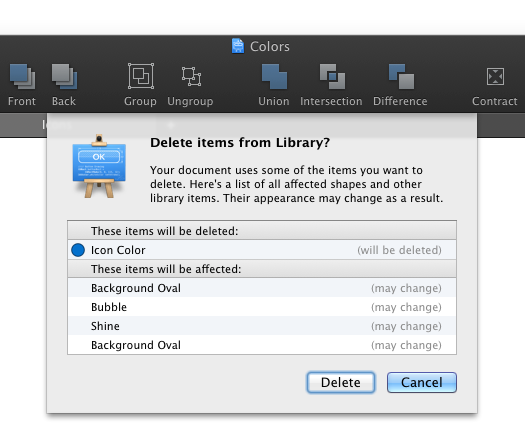 Colors
Front Back Group Ungroup Union Intersection Difference Contract
OK
Delete items from Library?
Your document uses some of the items you want to
delete. Here's a list of all affected shapes and other
library items. Their appearance may change as a result.
These items will be deleted:
Icon Color (will be deleted)
These items will be affected:
Background Oval (may change)
Bubble (may change)
Shine (may change)
Background Oval (may change)
Delete Cancel